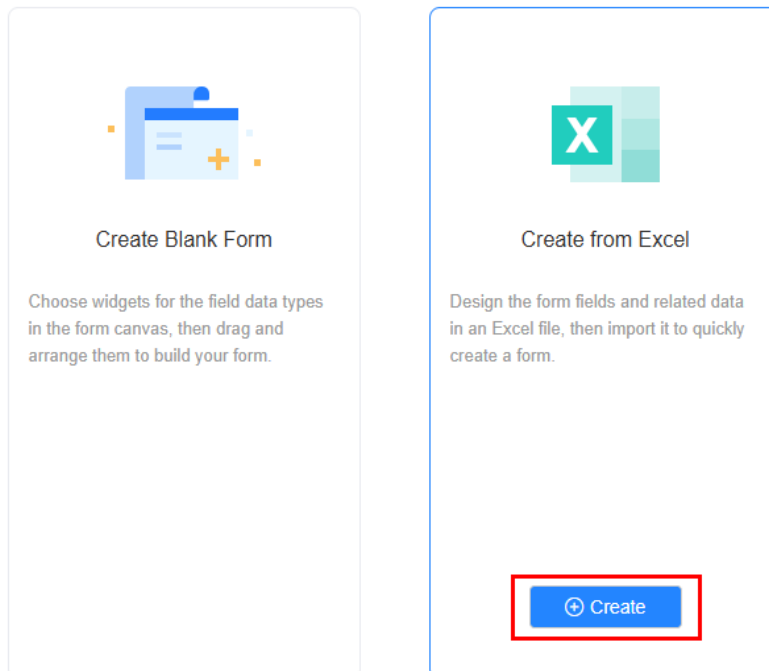 Create Blank Form
Choose widgets for the field data types
in the form canvas, then drag and
arrange them to build your form.
X
Create from Excel
Design the form fields and related data
in an Excel file, then import it to quickly
create a form.
Create